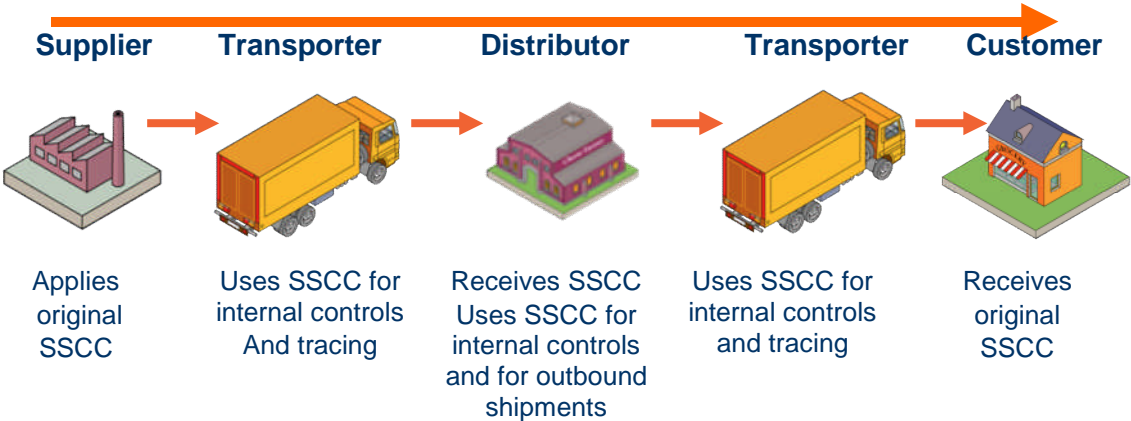 Supplier
Transporter
Distributor
Transporter
Customer
Applies
original
SSCC
Uses SSCC for
internal controls
And tracing
Receives SSCC
Uses SSCC for
internal controls
and for outbound
shipments
Uses SSCC for
internal controls
and tracing
Receives
original
SSCC